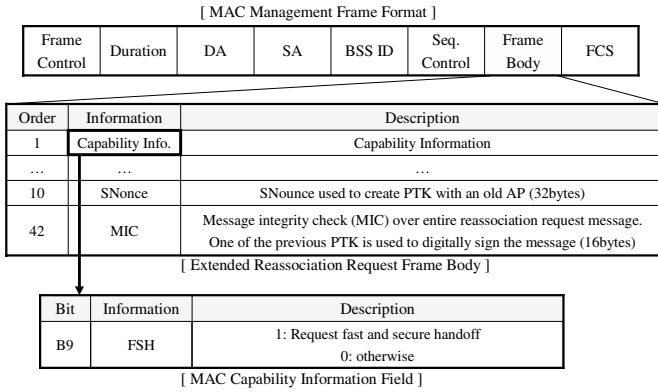 [ MAC Management Frame Format ]
Frame Control Duration DA SA BSS ID Seq. Control Frame Body FCS
Order Information Description
1 Capability Info. Capability Information
... ... ...
10 SNonce SNounce used to create PTK with an old AP (32bytes)
42 MIC Message integrity check (MIC) over entire reassociation request message.
One of the previous PTK is used to digitally sign the message (16bytes)
[ Extended Reassociation Request Frame Body ]
Bit Information Description
B9 FSH 1: Request fast and secure handoff
0: otherwise
[ MAC Capability Information Field ]